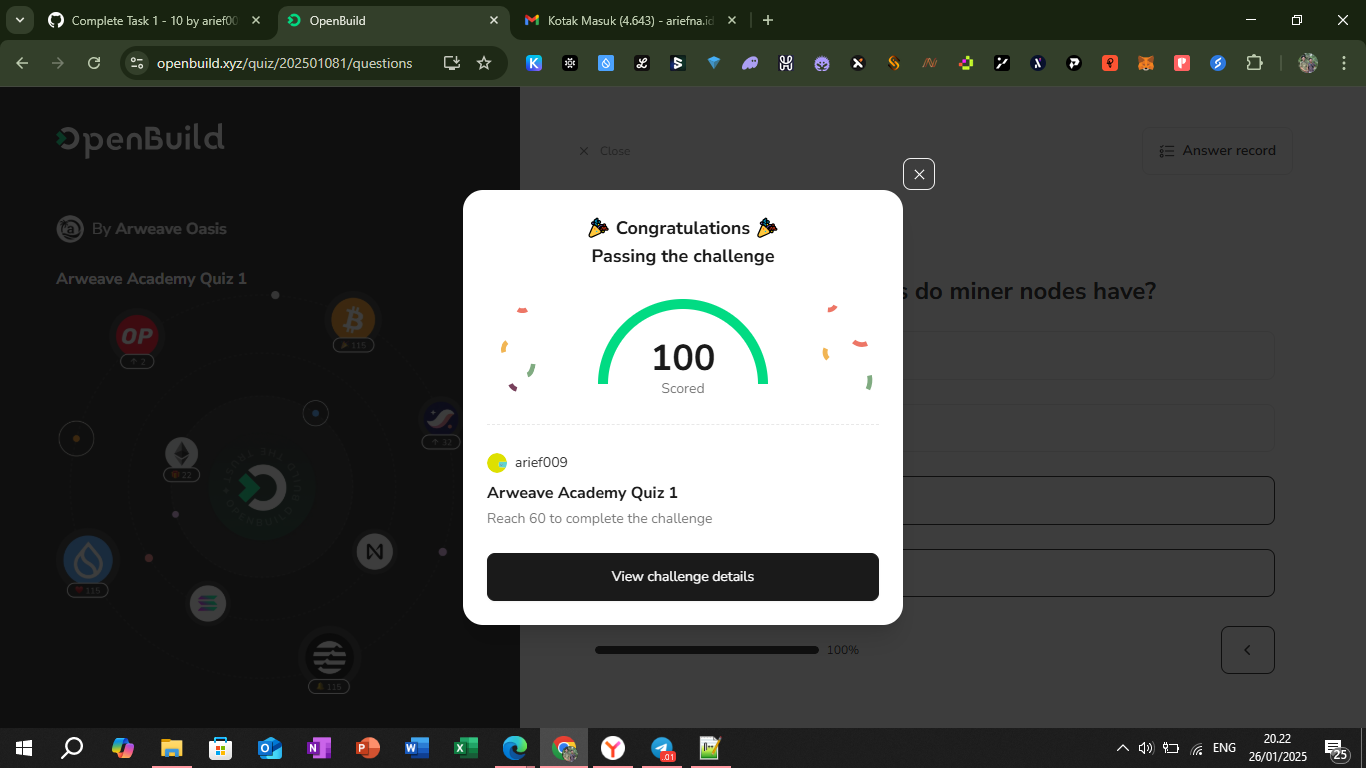 Complete Task 1 - 10 by arief00
OpenBuild
Kotak Masuk (4.643) - ariefna.id
openbuild.xyz/quiz/202501081/questions
OpenBuild
Close
Answer record
By Arweave Oasis
Arweave Academy Quiz 1
s do miner nodes have?
Congratulations
Passing the challenge
100
Scored
OP
2
115
32
22
115
115
arief009
Arweave Academy Quiz 1
Reach 60 to complete the challenge
View challenge details
100%
ENG
20.22
26/01/2025
.01
25